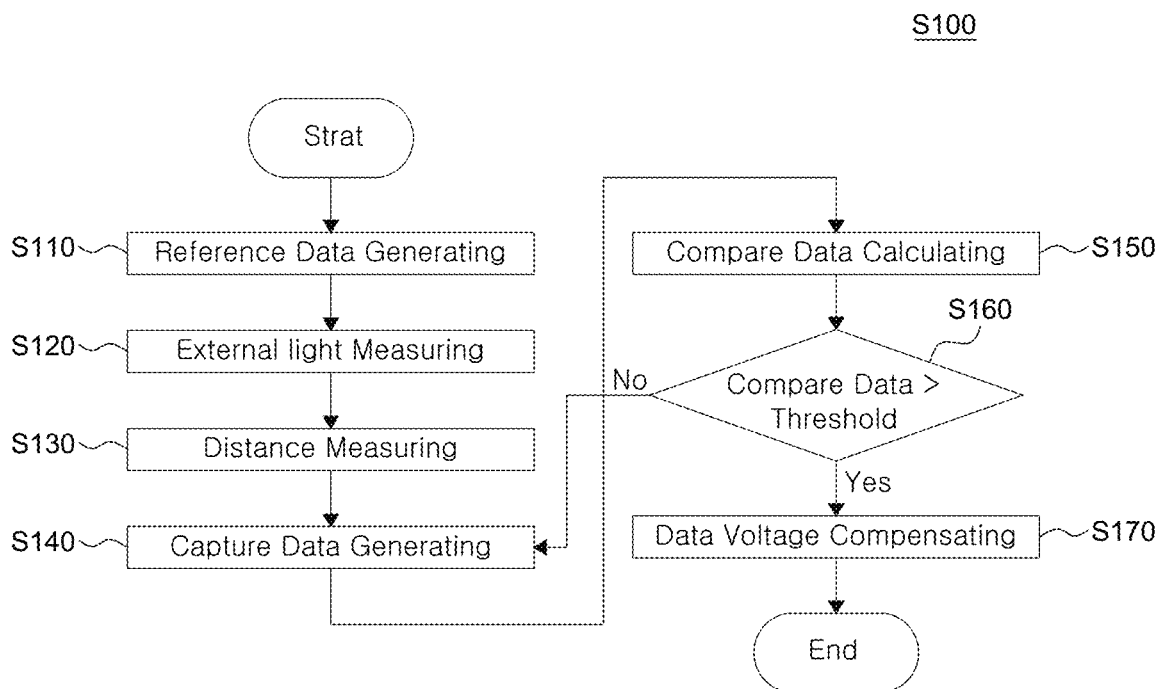 S100
Strat
S110
Reference Data Generating
S120
External light Measuring
S130
Distance Measuring
S140
Capture Data Generating
Compare Data Calculating
S150
S160
No
Compare Data >
Threshold
Yes
Data Voltage Compensating
S170
End